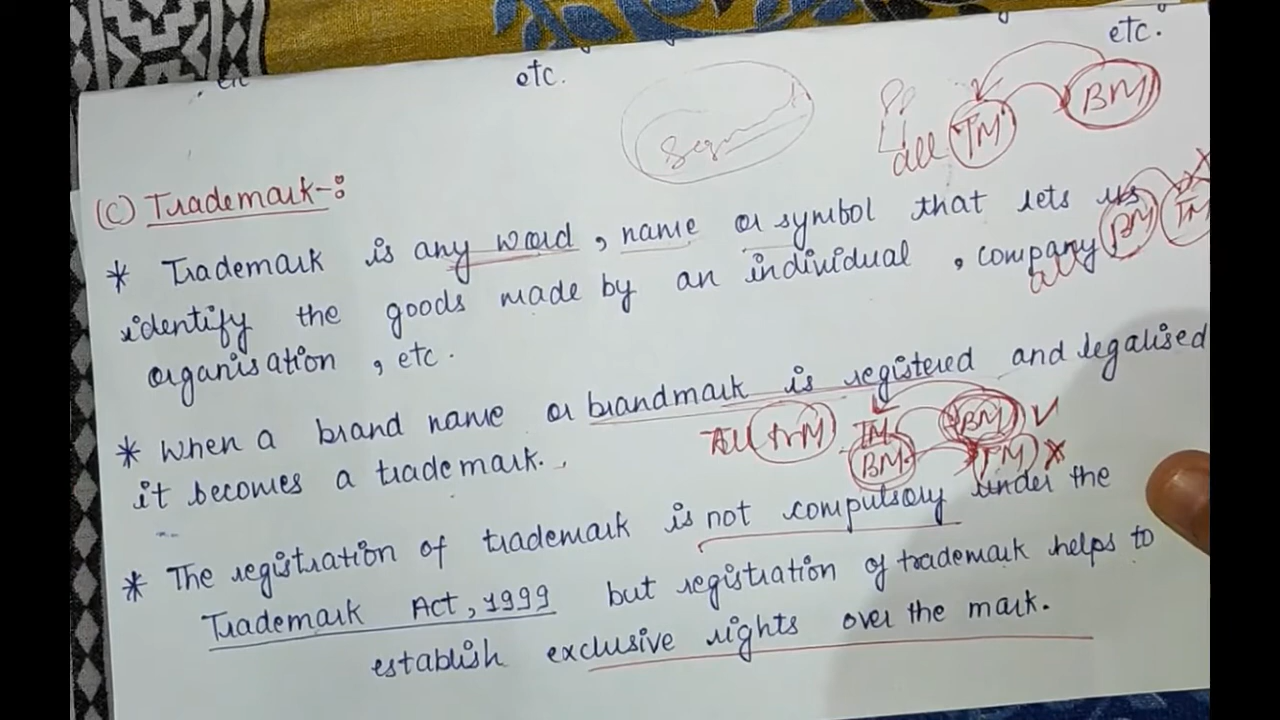 etc.
etc.
all TM BM
(C) Trademark-:
* Trademark is any word, name or symbol that lets us BM TM
identify the goods made by an individual, company all
organisation, etc.
* When a brand name or brandmark is registered and legalised
All TM BM BM ✓ TM ×
it becomes a trademark.
* The registration of trademark is not compulsory under the
Trademark Act, 1999 but registration of trademark helps to
establish exclusive rights over the mark.